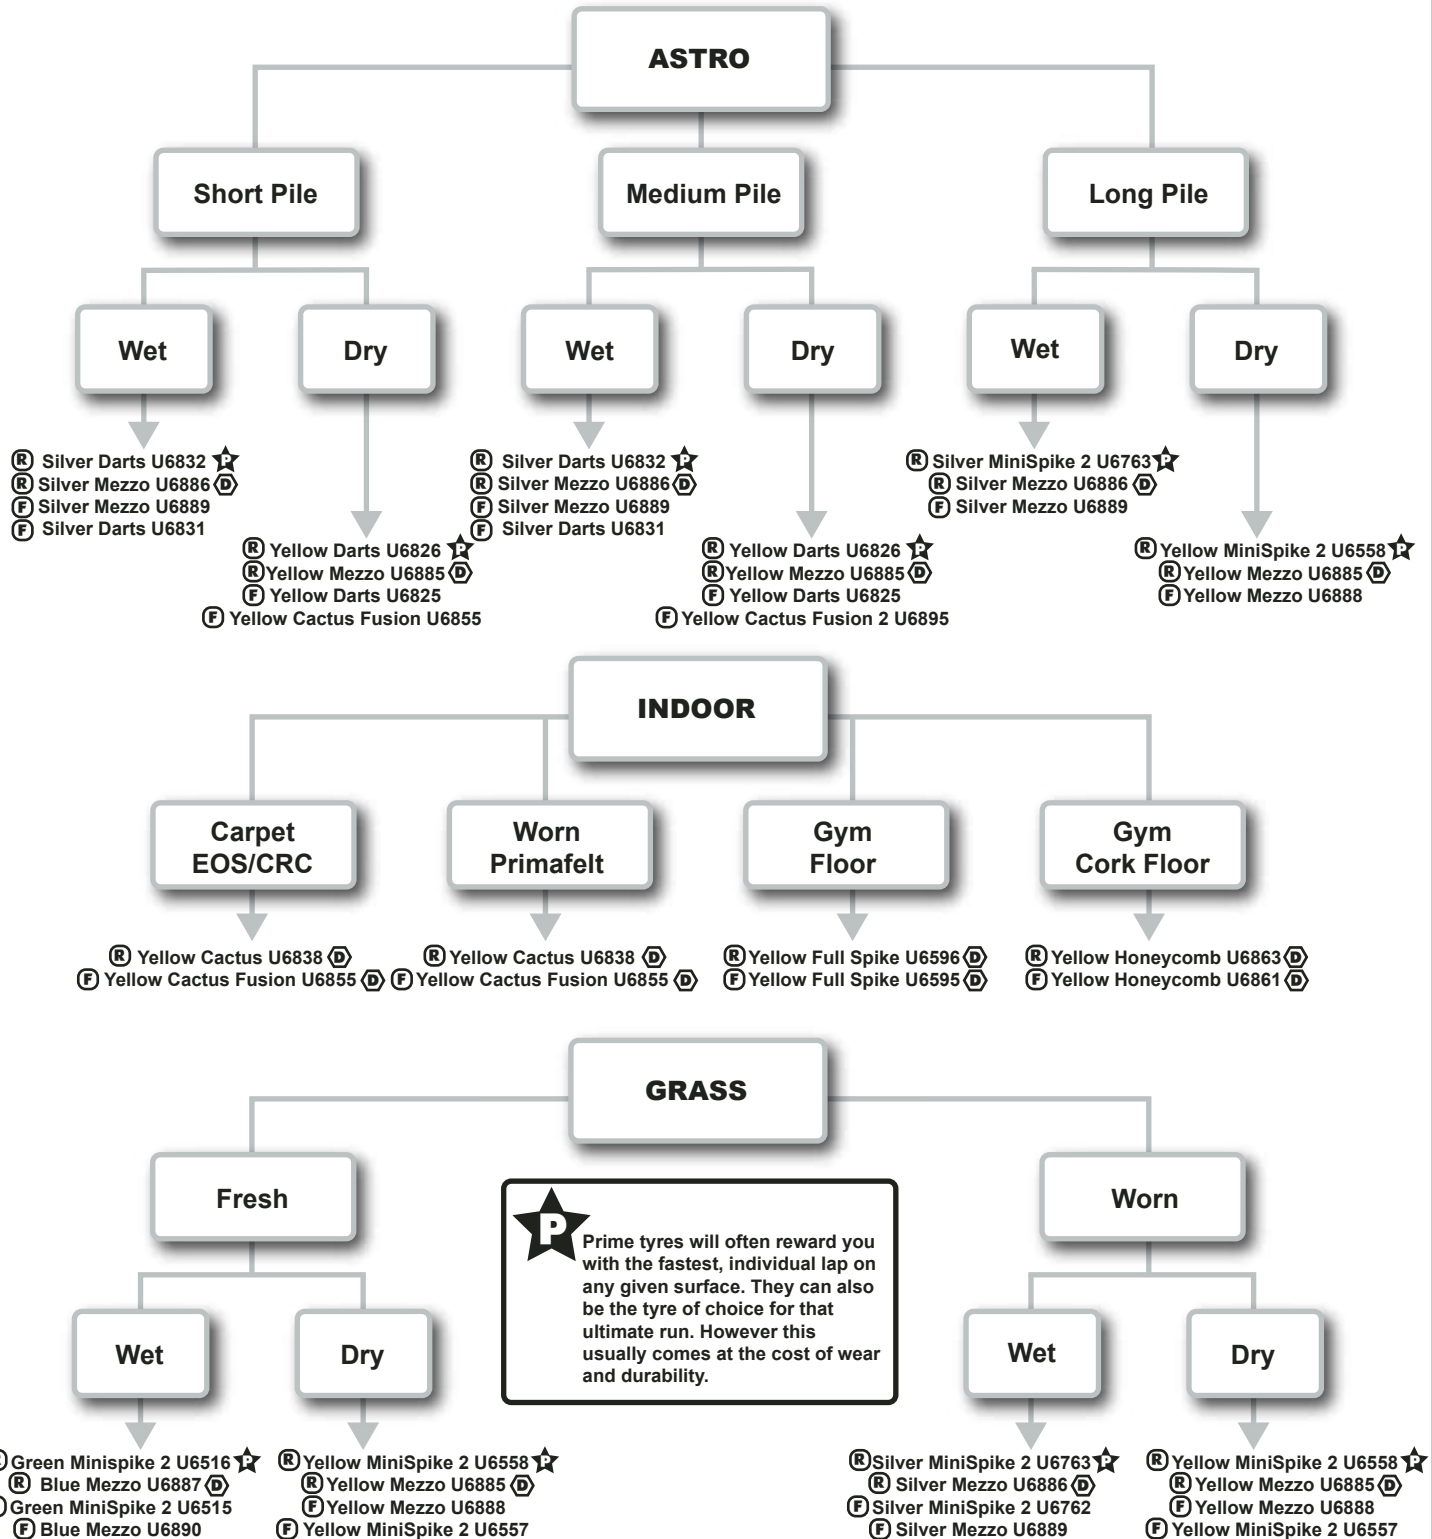 ASTRO
Short Pile
Medium Pile
Long Pile
Wet
Dry
Wet
Dry
Wet
Dry
R Silver Darts U6832 P
R Silver Mezzo U6886 D
F Silver Mezzo U6889
F Silver Darts U6831
R Yellow Darts U6826 P
R Yellow Mezzo U6885 D
F Yellow Darts U6825
F Yellow Cactus Fusion U6855
R Silver Darts U6832 P
R Silver Mezzo U6886 D
F Silver Mezzo U6889
F Silver Darts U6831
R Yellow Darts U6826 P
R Yellow Mezzo U6885 D
F Yellow Darts U6825
F Yellow Cactus Fusion 2 U6895
R Silver MiniSpike 2 U6763 P
R Silver Mezzo U6886 D
F Silver Mezzo U6889
R Yellow MiniSpike 2 U6558 P
R Yellow Mezzo U6885 D
F Yellow Mezzo U6888
INDOOR
Carpet
EOS/CRC
Worn
Primafelt
Gym
Floor
Gym
Cork Floor
R Yellow Cactus U6838 D
F Yellow Cactus Fusion U6855 D
R Yellow Cactus U6838 D
F Yellow Cactus Fusion U6855 D
R Yellow Full Spike U6596 D
F Yellow Full Spike U6595 D
R Yellow Honeycomb U6863 D
F Yellow Honeycomb U6861 D
GRASS
Fresh
Worn
P
Prime tyres will often reward you
with the fastest, individual lap on
any given surface. They can also
be the tyre of choice for that
ultimate run. However this
usually comes at the cost of wear
and durability.
Wet
Dry
Wet
Dry
Green Minispike 2 U6516 P
R Blue Mezzo U6887 D
Green MiniSpike 2 U6515
F Blue Mezzo U6890
R Yellow MiniSpike 2 U6558 P
R Yellow Mezzo U6885 D
F Yellow Mezzo U6888
F Yellow MiniSpike 2 U6557
R Silver MiniSpike 2 U6763 P
R Silver Mezzo U6886 D
F Silver MiniSpike 2 U6762
F Silver Mezzo U6889
R Yellow MiniSpike 2 U6558 P
R Yellow Mezzo U6885 D
F Yellow Mezzo U6888
F Yellow MiniSpike 2 U6557